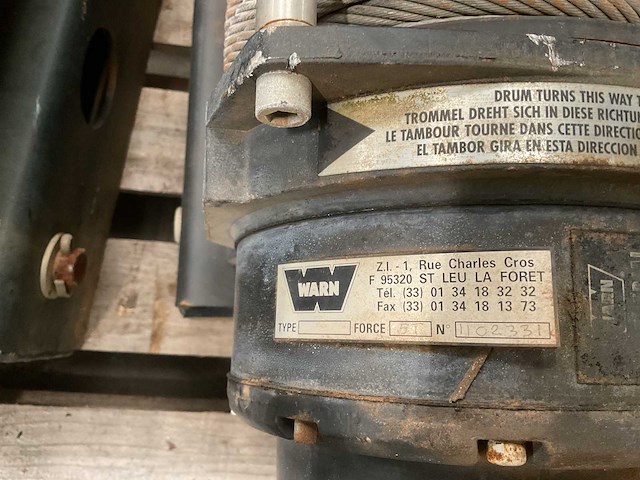 DRUM TURNS THIS WAY
TROMMEL DREHT SICH IN DIESE
LE TAMBOUR TOURNE DANS CETTE
EL TAMBOR GIRA EN ESTA DIRECCION
WARN
Z.I. - 1, Rue Charles Cros
F 95320 ST LEU LA FORET
Tél. (33) 01 34 18 32 32
Fax (33) 01 34 18 13 73
TYPE FORCE N° 1102331
WARN